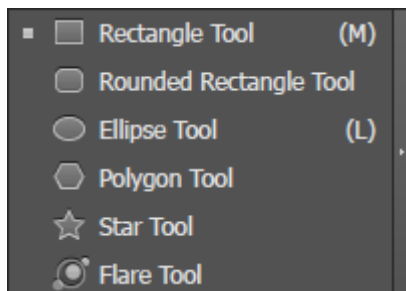 Rectangle Tool (M)
Rounded Rectangle Tool
Ellipse Tool (L)
Polygon Tool
Star Tool
Flare Tool